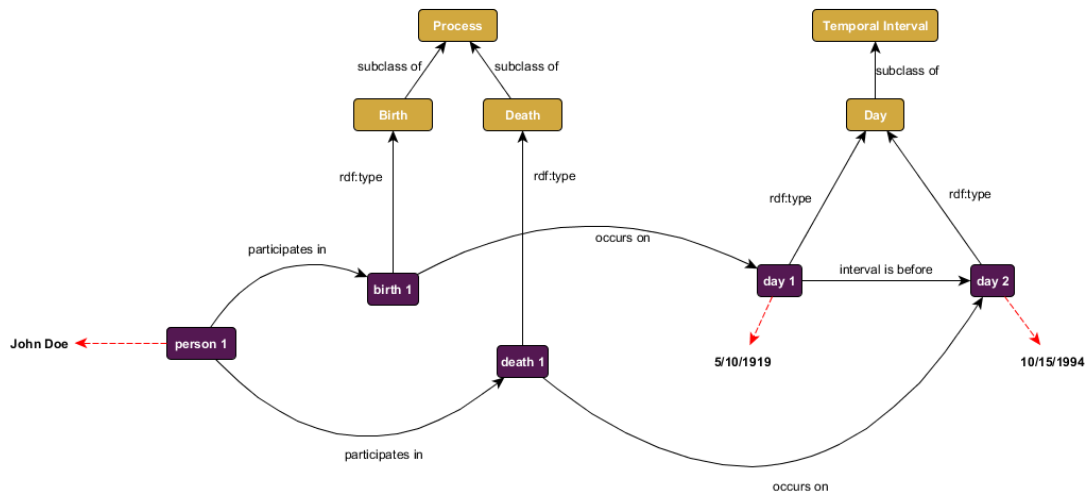 Process
Temporal Interval
subclass of
subclass of
subclass of
Birth
Death
Day
rdf:type
rdf:type
rdf:type
rdf:type
participates in
occurs on
birth 1
day 1
interval is before
day 2
John Doe
person 1
death 1
5/10/1919
10/15/1994
participates in
occurs on